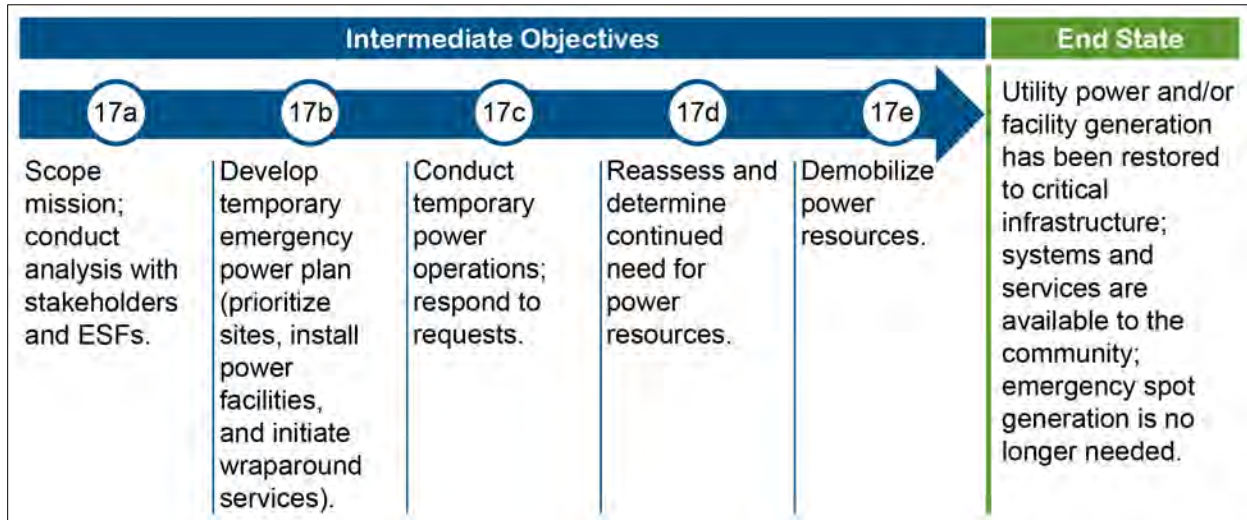 Intermediate Objectives
End State
17a
17b
17c
17d
17e
Scope
mission;
conduct
analysis with
stakeholders
and ESFs.
Develop
temporary
emergency
power plan
(prioritize
sites, install
power
facilities,
and initiate
wraparound
services).
Conduct
temporary
power
operations;
respond to
requests.
Reassess and
determine
continued
need for
power
resources.
Demobilize
power
resources.
Utility power and/or
facility generation
has been restored
to critical
infrastructure;
systems and
services are
available to the
community;
emergency spot
generation is no
longer needed.